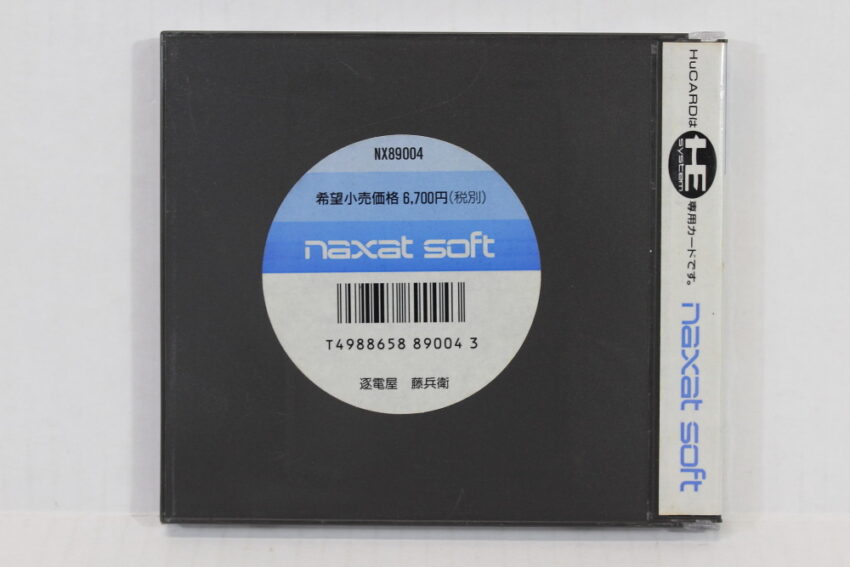 NX89004
希望小売価格 6,700円(税別)
naxat soft
T4988658 89004 3
逐電屋 藤兵衛
HuCARDは HE system 専用カードです。
naxat soft